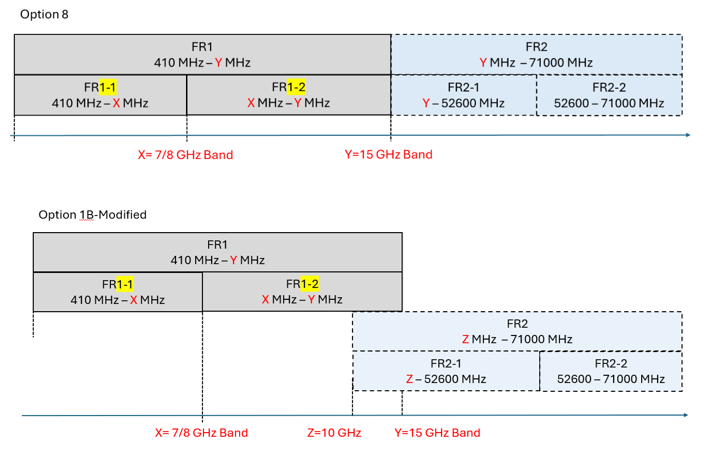 Option 8
FR1
410 MHz – Y MHz
FR2
Y MHz – 71000 MHz
FR1-1
410 MHz – X MHz
FR1-2
X MHz – Y MHz
FR2-1
Y – 52600 MHz
FR2-2
52600 – 71000 MHz
X= 7/8 GHz Band
Y=15 GHz Band
Option 1B-Modified
FR1
410 MHz – Y MHz
FR1-1
410 MHz – X MHz
FR1-2
X MHz – Y MHz
FR2
Z MHz – 71000 MHz
FR2-1
Z – 52600 MHz
FR2-2
52600 – 71000 MHz
X= 7/8 GHz Band
Z=10 GHz
Y=15 GHz Band